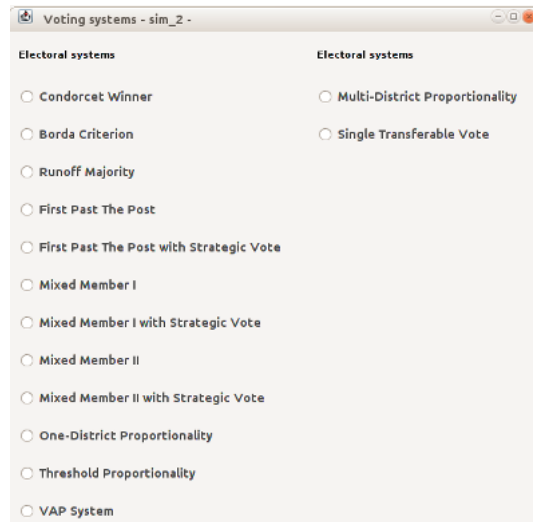 Voting systems - sim_2 -
Electoral systems
Condorcet Winner
Borda Criterion
Runoff Majority
First Past The Post
First Past The Post with Strategic Vote
Mixed Member I
Mixed Member I with Strategic Vote
Mixed Member II
Mixed Member II with Strategic Vote
One-District Proportionality
Threshold Proportionality
VAP System
Electoral systems
Multi-District Proportionality
Single Transferable Vote